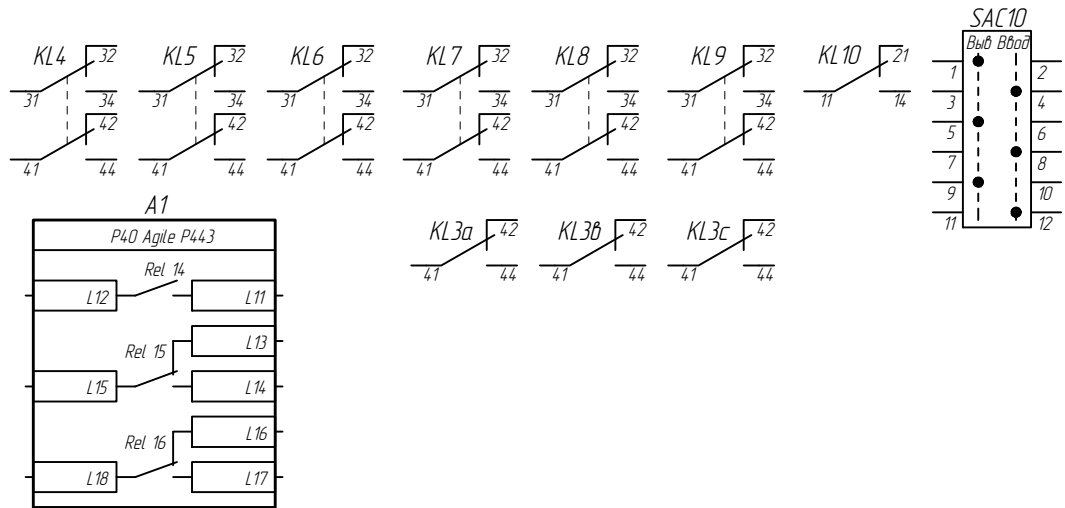 SAC10
Выв Ввод
KL4 32 KL5 32 KL6 32 KL7 32 KL8 32 KL9 32 KL10 21
31 34 31 34 31 34 31 34 31 34 31 34 11 14
42 42 42 42 42 42
41 44 41 44 41 44 41 44 41 44 41 44
1 2
3 4
5 6
7 8
9 10
11 12
A1
P40 Agile P443
Rel 14
L12 L11
L13
Rel 15
L15 L14
L16
Rel 16
L18 L17
KL3a 42 KL3в 42 KL3c 42
41 44 41 44 41 44